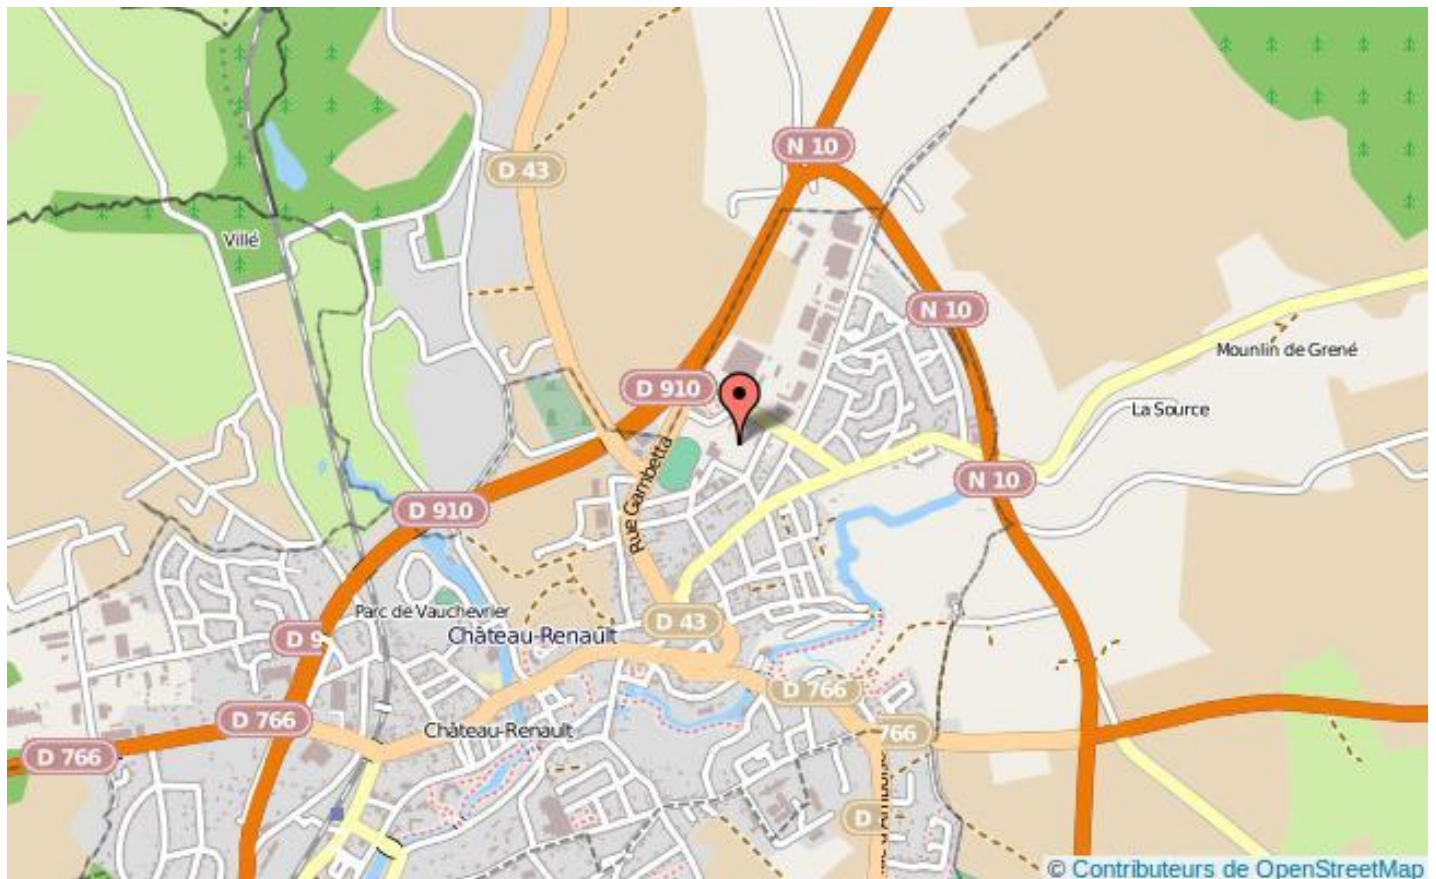 N 10
D 43
Villé
N 10
Mounlin de Grené
D 910
La Source
Rue Gambetta
N 10
D 910
Parc de Vauchevrier
D 43
Château-Renault
D 9
D 766
D 766
Château-Renault
766
D 766
D
© Contributeurs de OpenStreetMap